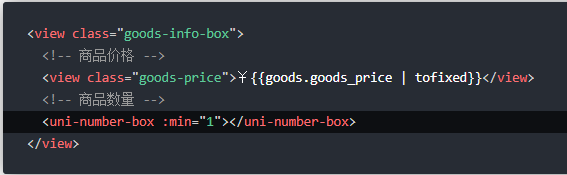 <view class="goods-info-box">
<!-- 商品价格 -->
<view class="goods-price">￥{{goods.goods_price | tofixed}}</view>
<!-- 商品数量 -->
<uni-number-box :min="1"></uni-number-box>
</view>